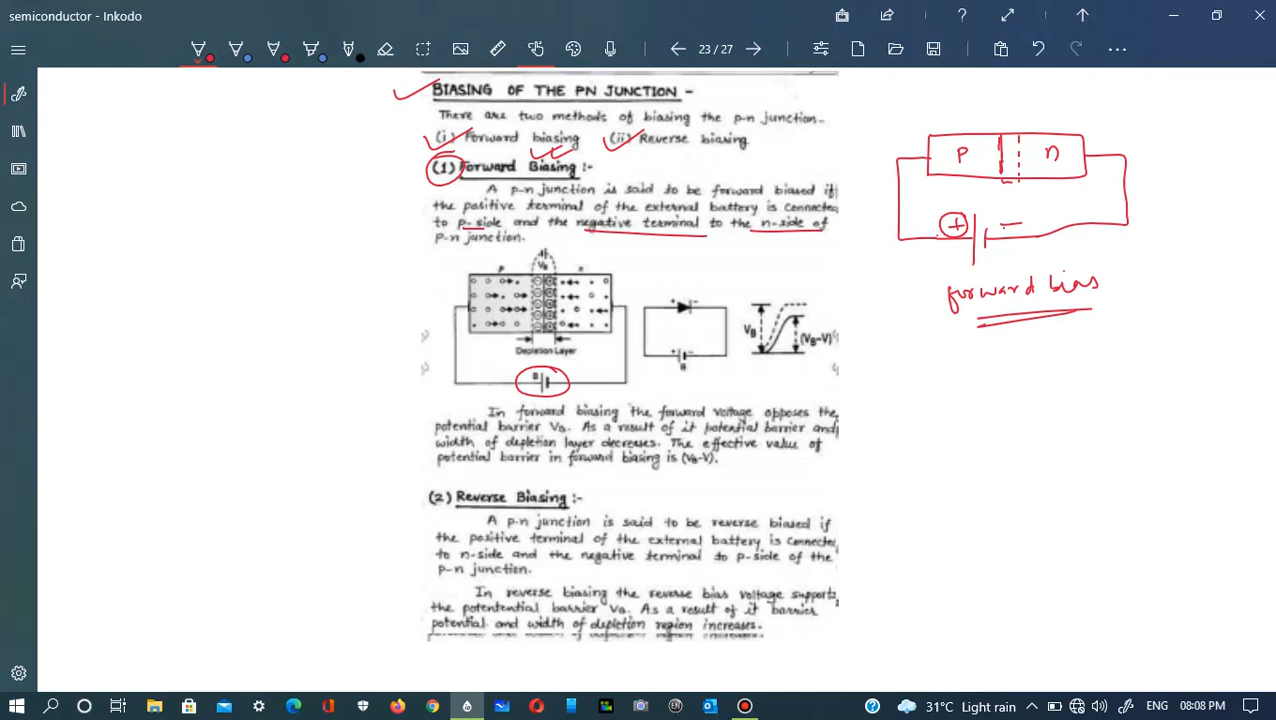 semiconductor - Inkodo
23 / 27
BIASING OF THE PN JUNCTION -
There are two methods of biasing the p-n junction-
(i) Forward biasing (ii) Reverse biasing
(1) Forward Biasing :-
A p-n junction is said to be forward biased if
the positive terminal of the external battery is connected
to p-side and the negative terminal to the n-side of
p-n junction.
P n
+ −
forward bias
VB
P n
Depletion Layer
B
+ -
+ -
B
VB (VB-V)
In forward biasing the forward voltage opposes the
potential barrier VB. As a result of it potential barrier and
width of depletion layer decreases. The effective value of
potential barrier in forward biasing is (VB-V).
(2) Reverse Biasing :-
A p-n junction is said to be reverse biased if
the positive terminal of the external battery is connected
to n-side and the negative terminal to p-side of the
p-n junction.
In reverse biasing the reverse bias voltage supports
the potentential barrier VB. As a result of it barrier
potential and width of depletion region increases.
31°C Light rain
ENG 08:08 PM